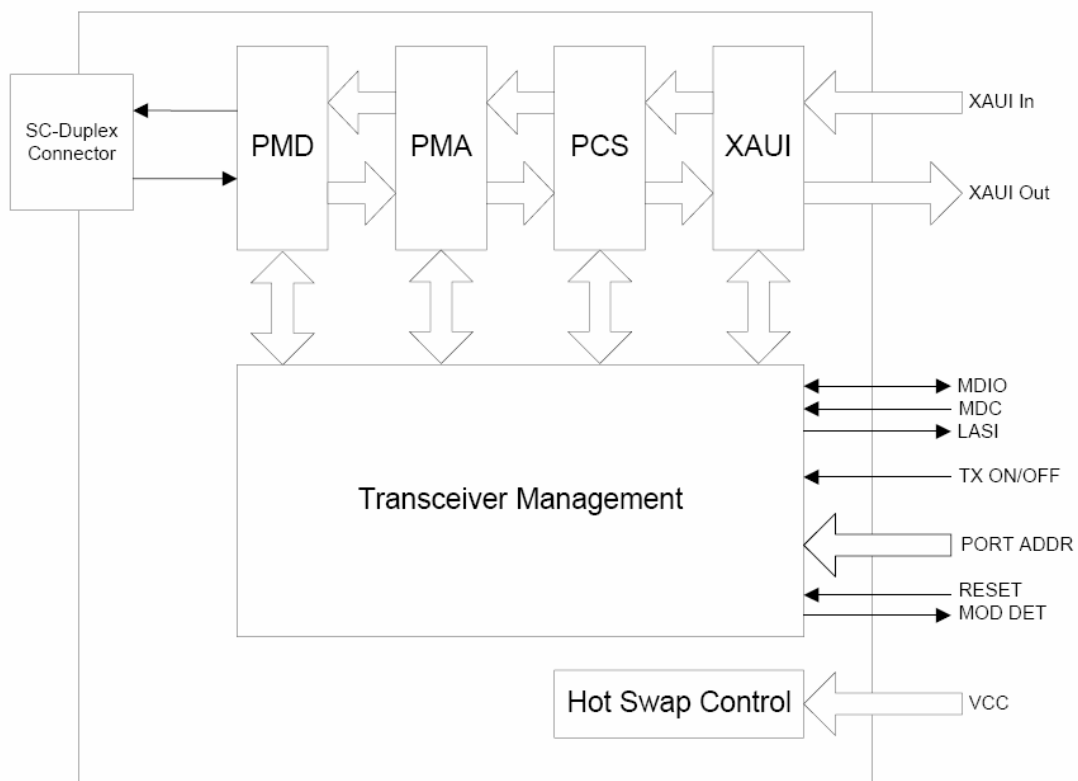 SC-Duplex
Connector
PMD
PMA
PCS
XAUI
XAUI In
XAUI Out
Transceiver Management
MDIO
MDC
LASI
TX ON/OFF
PORT ADDR
RESET
MOD DET
Hot Swap Control
VCC